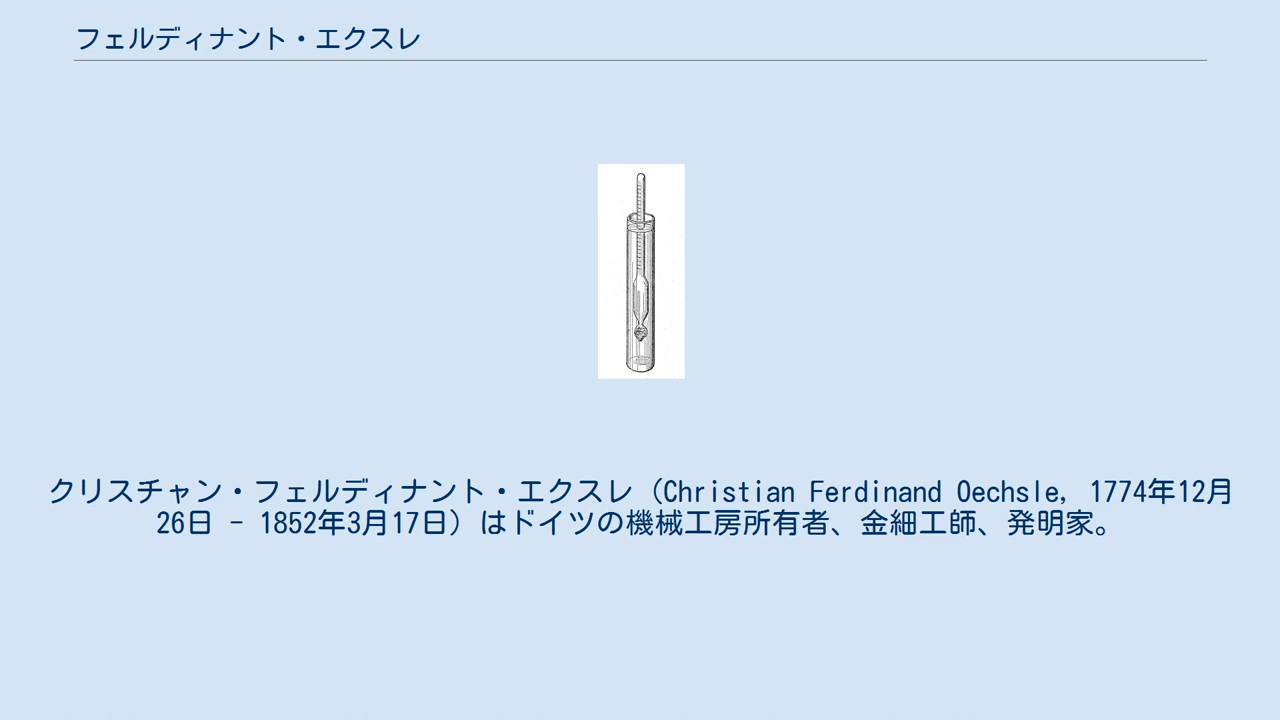 フェルディナント・エクスレ
クリスチャン・フェルディナント・エクスレ（Christian Ferdinand Oechsle, 1774年12月
26日 - 1852年3月17日）はドイツの機械工房所有者、金細工師、発明家。